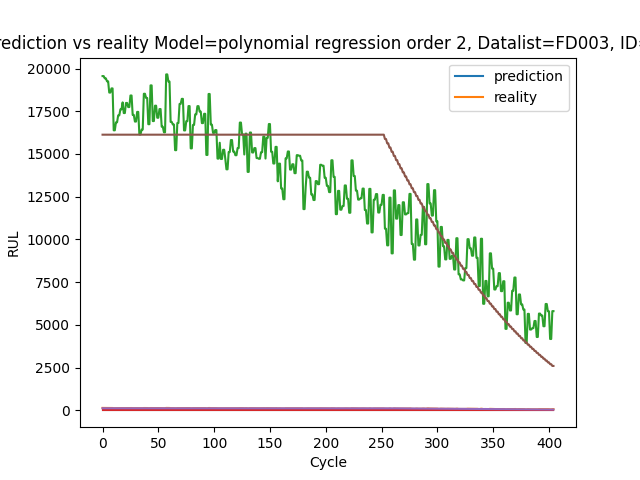 rediction vs reality Model=polynomial regression order 2, Datalist=FD003, ID=
20000
17500
15000
12500
10000
7500
5000
2500
0
RUL
prediction
reality
0 50 100 150 200 250 300 350 400
Cycle